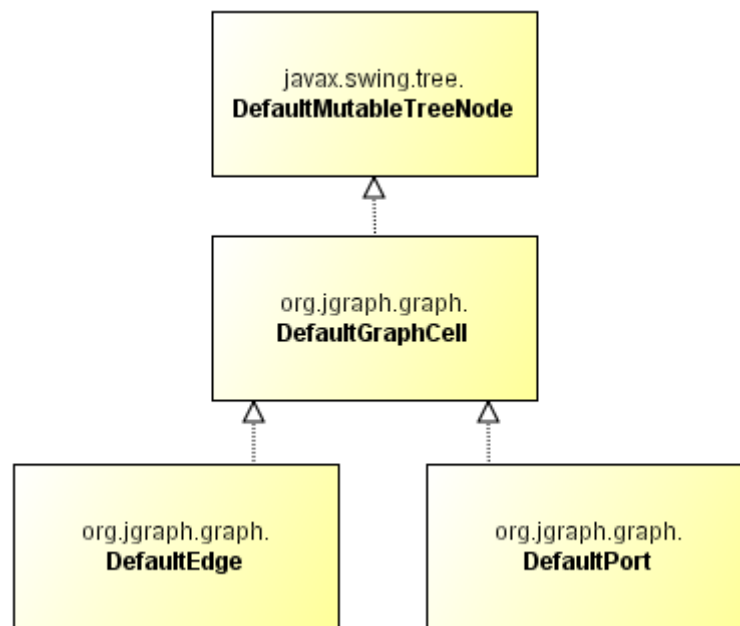 javax.swing.tree.
DefaultMutableTreeNode
org.jgraph.graph.
DefaultGraphCell
org.jgraph.graph.
DefaultEdge
org.jgraph.graph.
DefaultPort